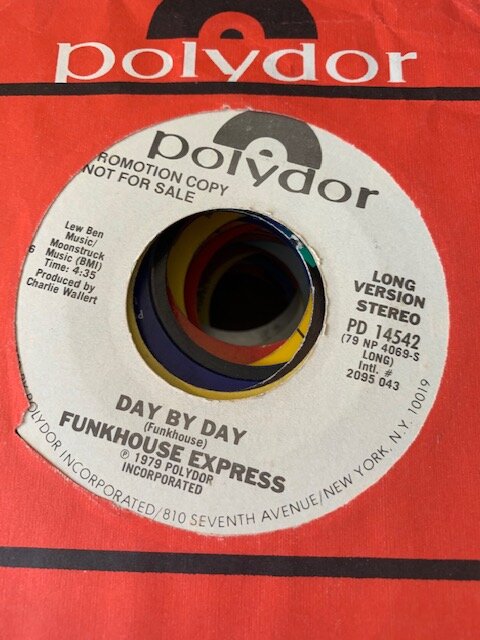 polydor
polydor
ROMOTION COPY
NOT FOR SALE
Lew Ben
Music/
Moonstruck
Music (BMI)
6 Time: 4:35
Produced by
Charlie Wallert
LONG
VERSION
STEREO
PD 14542
(79 NP 4069-S
LONG)
Intl. #
2095 043
DAY BY DAY
(Funkhouse)
FUNKHOUSE EXPRESS
℗ 1979 POLYDOR
INCORPORATED
POLYDOR INCORPORATED/810 SEVENTH AVENUE/NEW YORK, N.Y. 10019